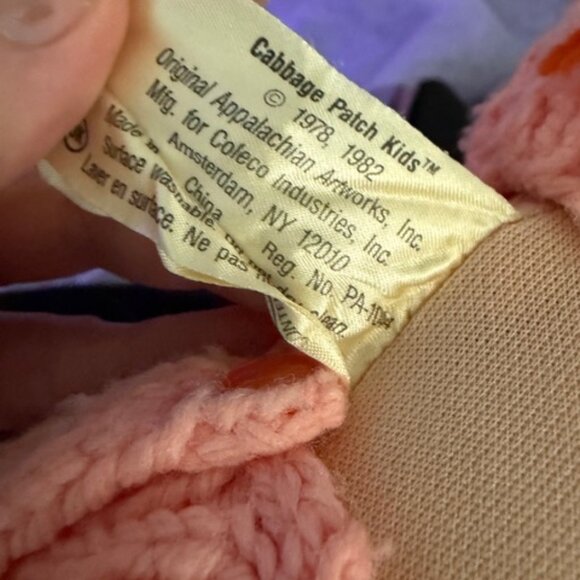 Cabbage Patch Kids™
© 1978, 1982
Original Appalachian Artworks, Inc.
Mfg. for Coleco Industries, Inc.
Amsterdam, NY 12010
Made in China Reg. No. PA-
Surface Washable
Laver en surface. Ne pas